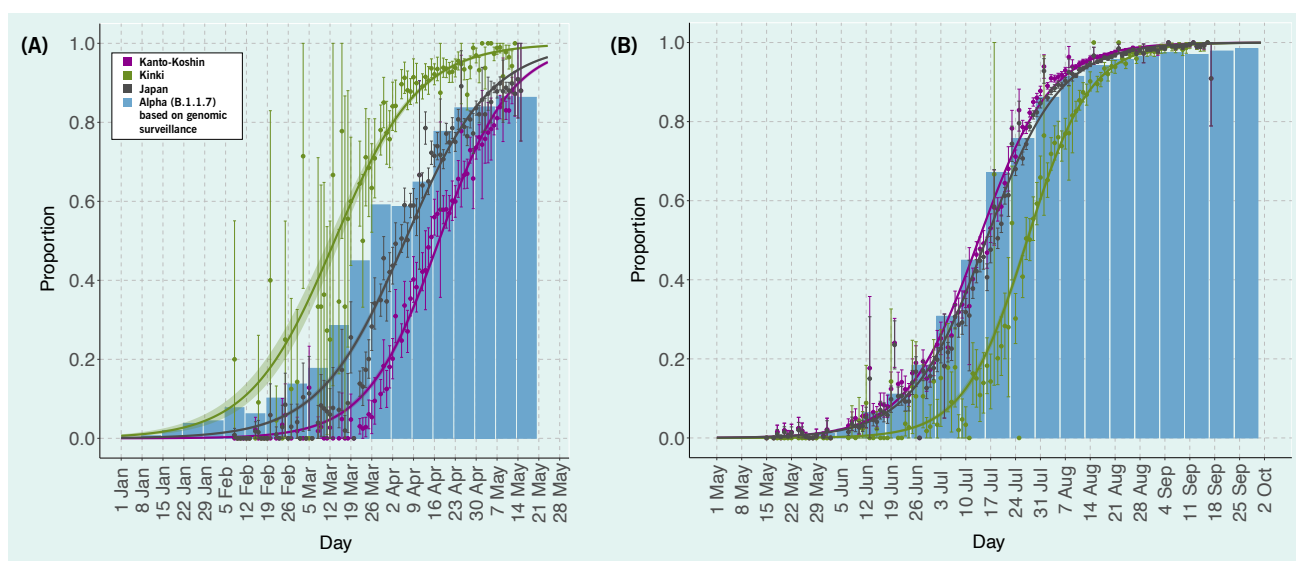 (A)
Kanto-Koshin
Kinki
Japan
Alpha (B.1.1.7)
based on genomic
surveillance
Proportion
1.0
0.8
0.6
0.4
0.2
0.0
1 Jan
8 Jan
15 Jan
22 Jan
29 Jan
5 Feb
12 Feb
19 Feb
26 Feb
5 Mar
12 Mar
19 Mar
26 Mar
2 Apr
9 Apr
16 Apr
23 Apr
30 Apr
7 May
14 May
21 May
28 May
Day
(B)
Proportion
1.0
0.8
0.6
0.4
0.2
0.0
1 May
8 May
15 May
22 May
29 May
5 Jun
12 Jun
19 Jun
26 Jun
3 Jul
10 Jul
17 Jul
24 Jul
31 Jul
7 Aug
14 Aug
21 Aug
28 Aug
4 Sep
11 Sep
18 Sep
25 Sep
2 Oct
Day